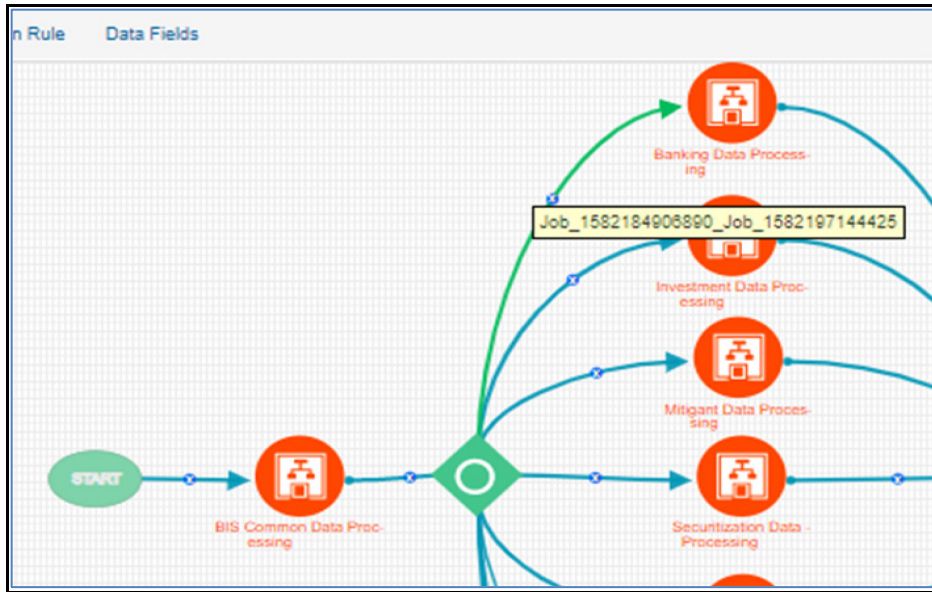 n Rule Data Fields
Banking Data Process-
ing
Job_1582184906890_Job_1582197144425
Investment Data Proc-
essing
Mitigant Data Proces-
sing
START
BIS Common Data Proc-
essing
Securitization Data -
Processing